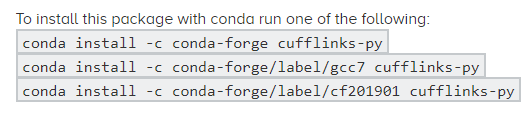 To install this package with conda run one of the following:
conda install -c conda-forge cufflinks-py
conda install -c conda-forge/label/gcc7 cufflinks-py
conda install -c conda-forge/label/cf201901 cufflinks-py